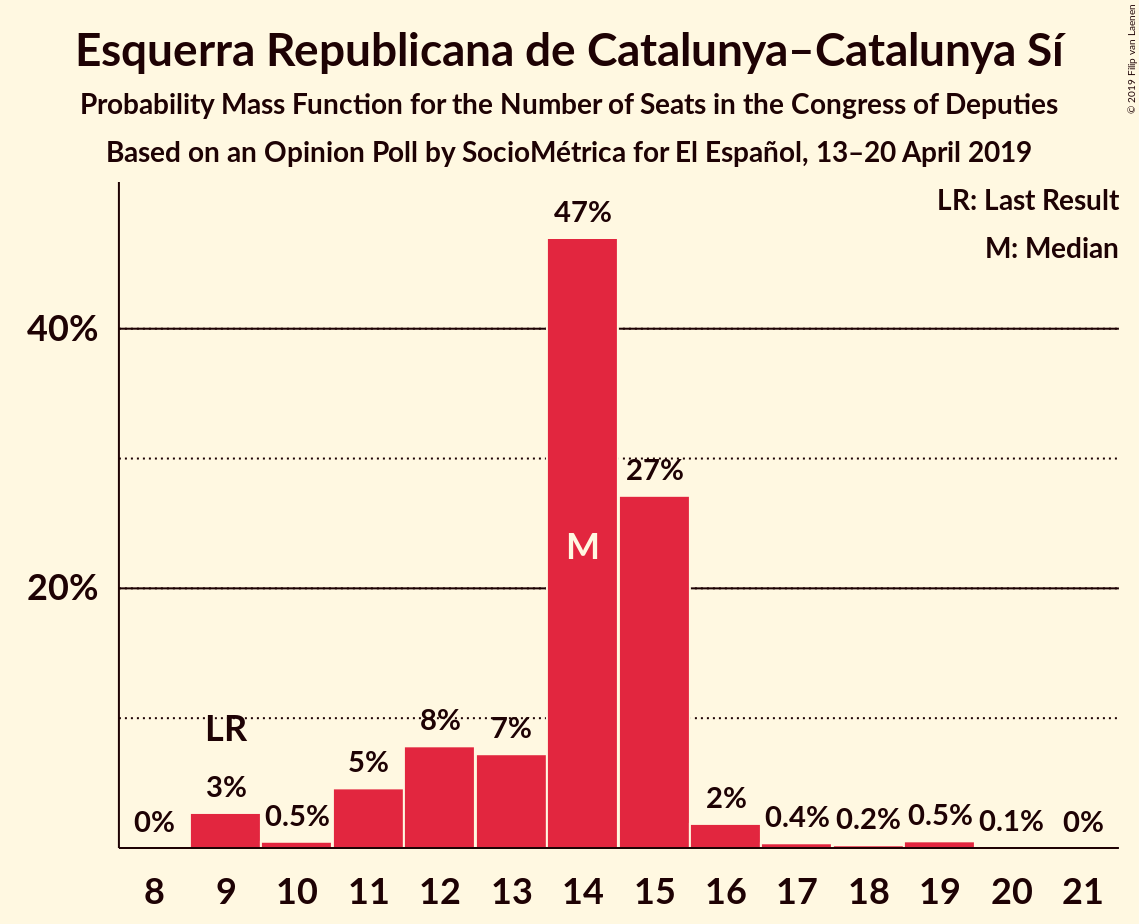 Esquerra Republicana de Catalunya–Catalunya Sí
Probability Mass Function for the Number of Seats in the Congress of Deputies
Based on an Opinion Poll by SocioMétrica for El Español, 13–20 April 2019
© 2019 Filip van Laenen
LR: Last Result
M: Median
40%
20%
0%
LR
3%
0.5%
5%
8%
7%
47%
M
27%
2%
0.4%
0.2%
0.5%
0.1%
0%
8 9 10 11 12 13 14 15 16 17 18 19 20 21